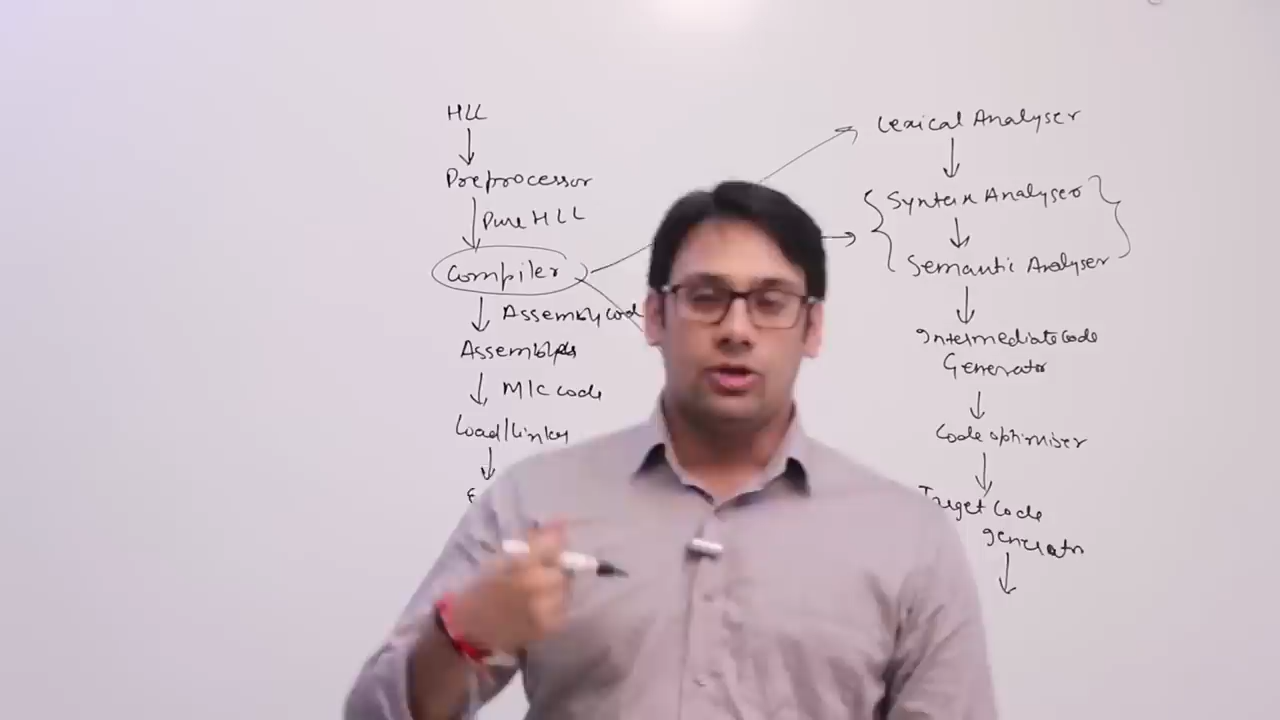 HLL
Preprocessor
Pure HLL
Compiler
Assembly cod
Assembler
M/C code
Load/Linker
Lexical Analyser
Syntax Analyser
Semantic Analyser
Intermediate Code
Generator
Code optimiser
Target Code
generator